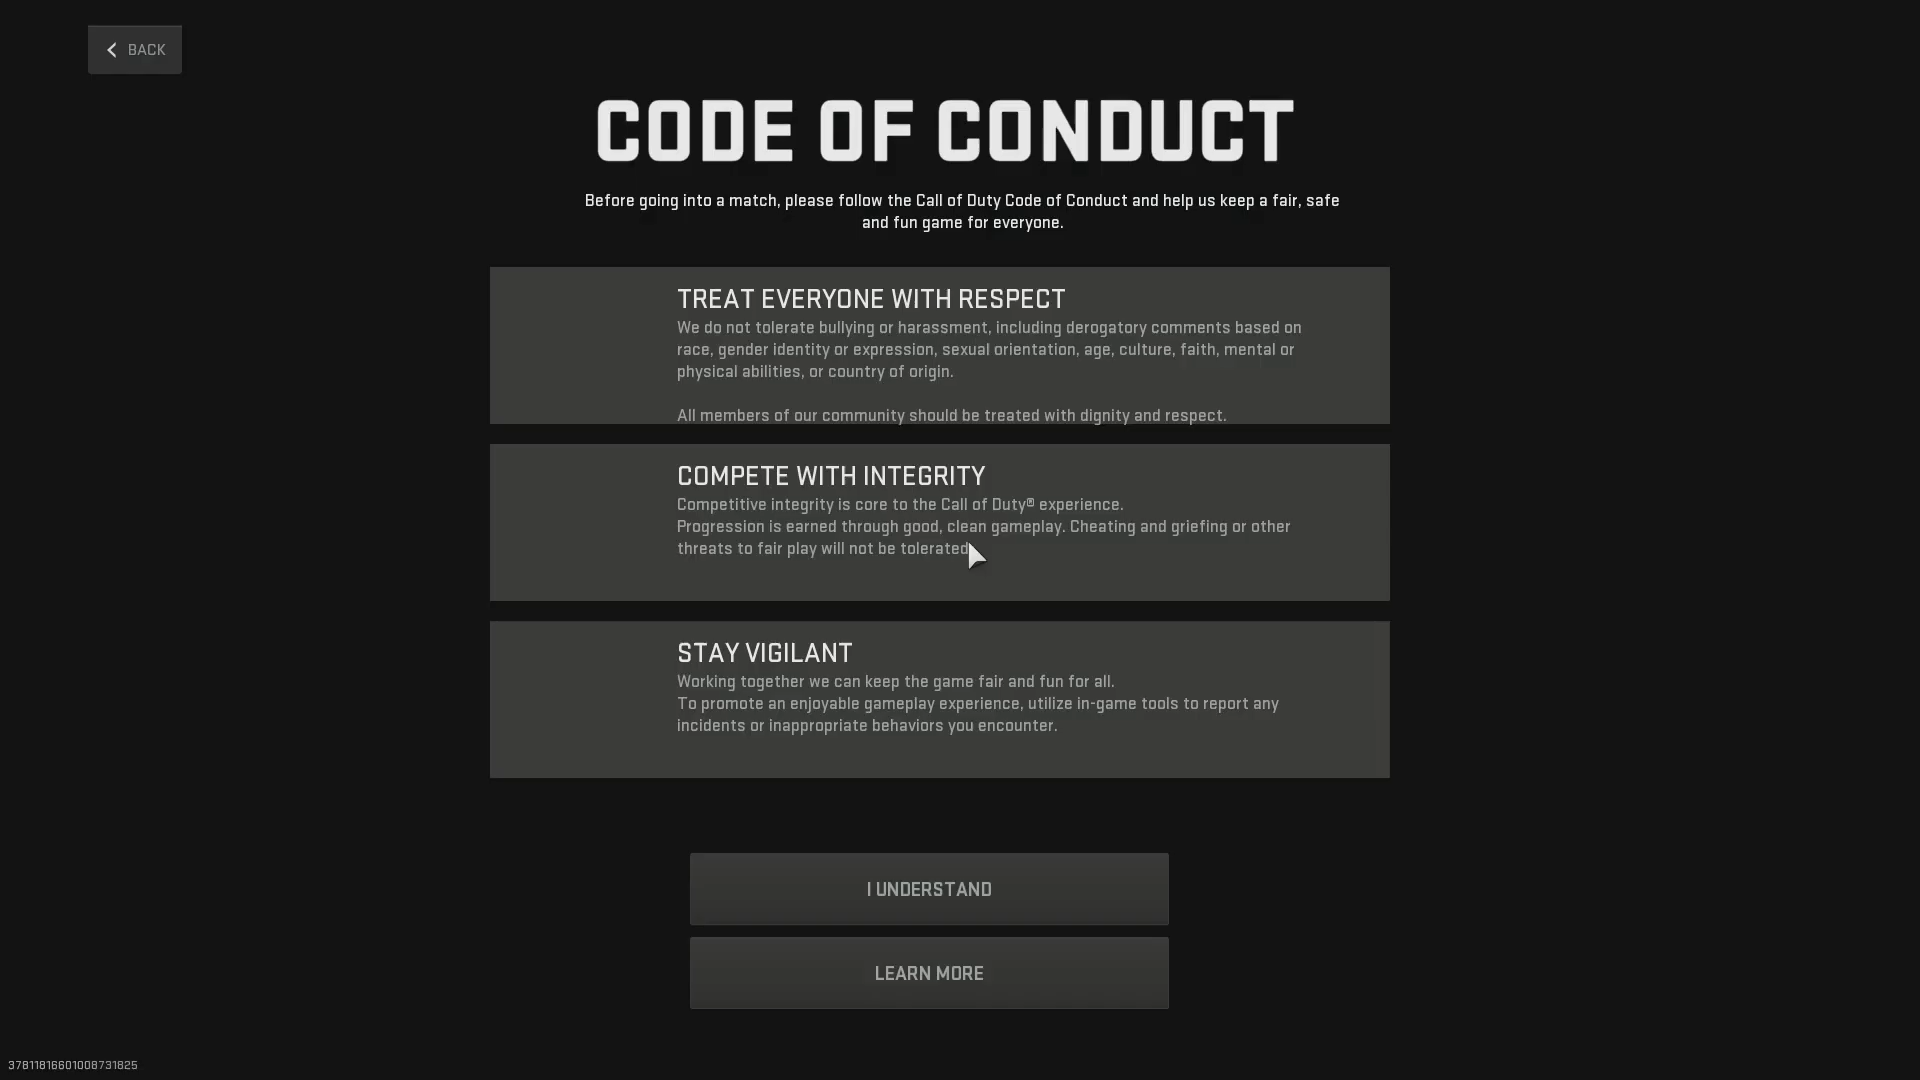 BACK
CODE OF CONDUCT
Before going into a match, please follow the Call of Duty Code of Conduct and help us keep a fair, safe
and fun game for everyone.
TREAT EVERYONE WITH RESPECT
We do not tolerate bullying or harassment, including derogatory comments based on
race, gender identity or expression, sexual orientation, age, culture, faith, mental or
physical abilities, or country of origin.
All members of our community should be treated with dignity and respect.
COMPETE WITH INTEGRITY
Competitive integrity is core to the Call of Duty® experience.
Progression is earned through good, clean gameplay. Cheating and griefing or other
threats to fair play will not be tolerated
STAY VIGILANT
Working together we can keep the game fair and fun for all.
To promote an enjoyable gameplay experience, utilize in-game tools to report any
incidents or inappropriate behaviors you encounter.
I UNDERSTAND
LEARN MORE
37811816601008731825